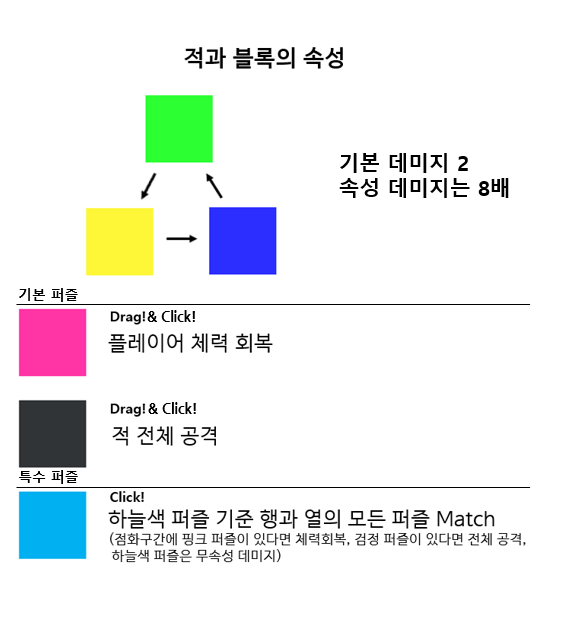 적과 블록의 속성
기본 데미지 2
속성 데미지는 8배
기본 퍼즐
Drag!& Click!
플레이어 체력 회복
Drag!& Click!
적 전체 공격
특수 퍼즐
Click!
하늘색 퍼즐 기준 행과 열의 모든 퍼즐 Match
(점화구간에 핑크 퍼즐이 있다면 체력회복, 검정 퍼즐이 있다면 전체 공격,
하늘색 퍼즐은 무속성 데미지)